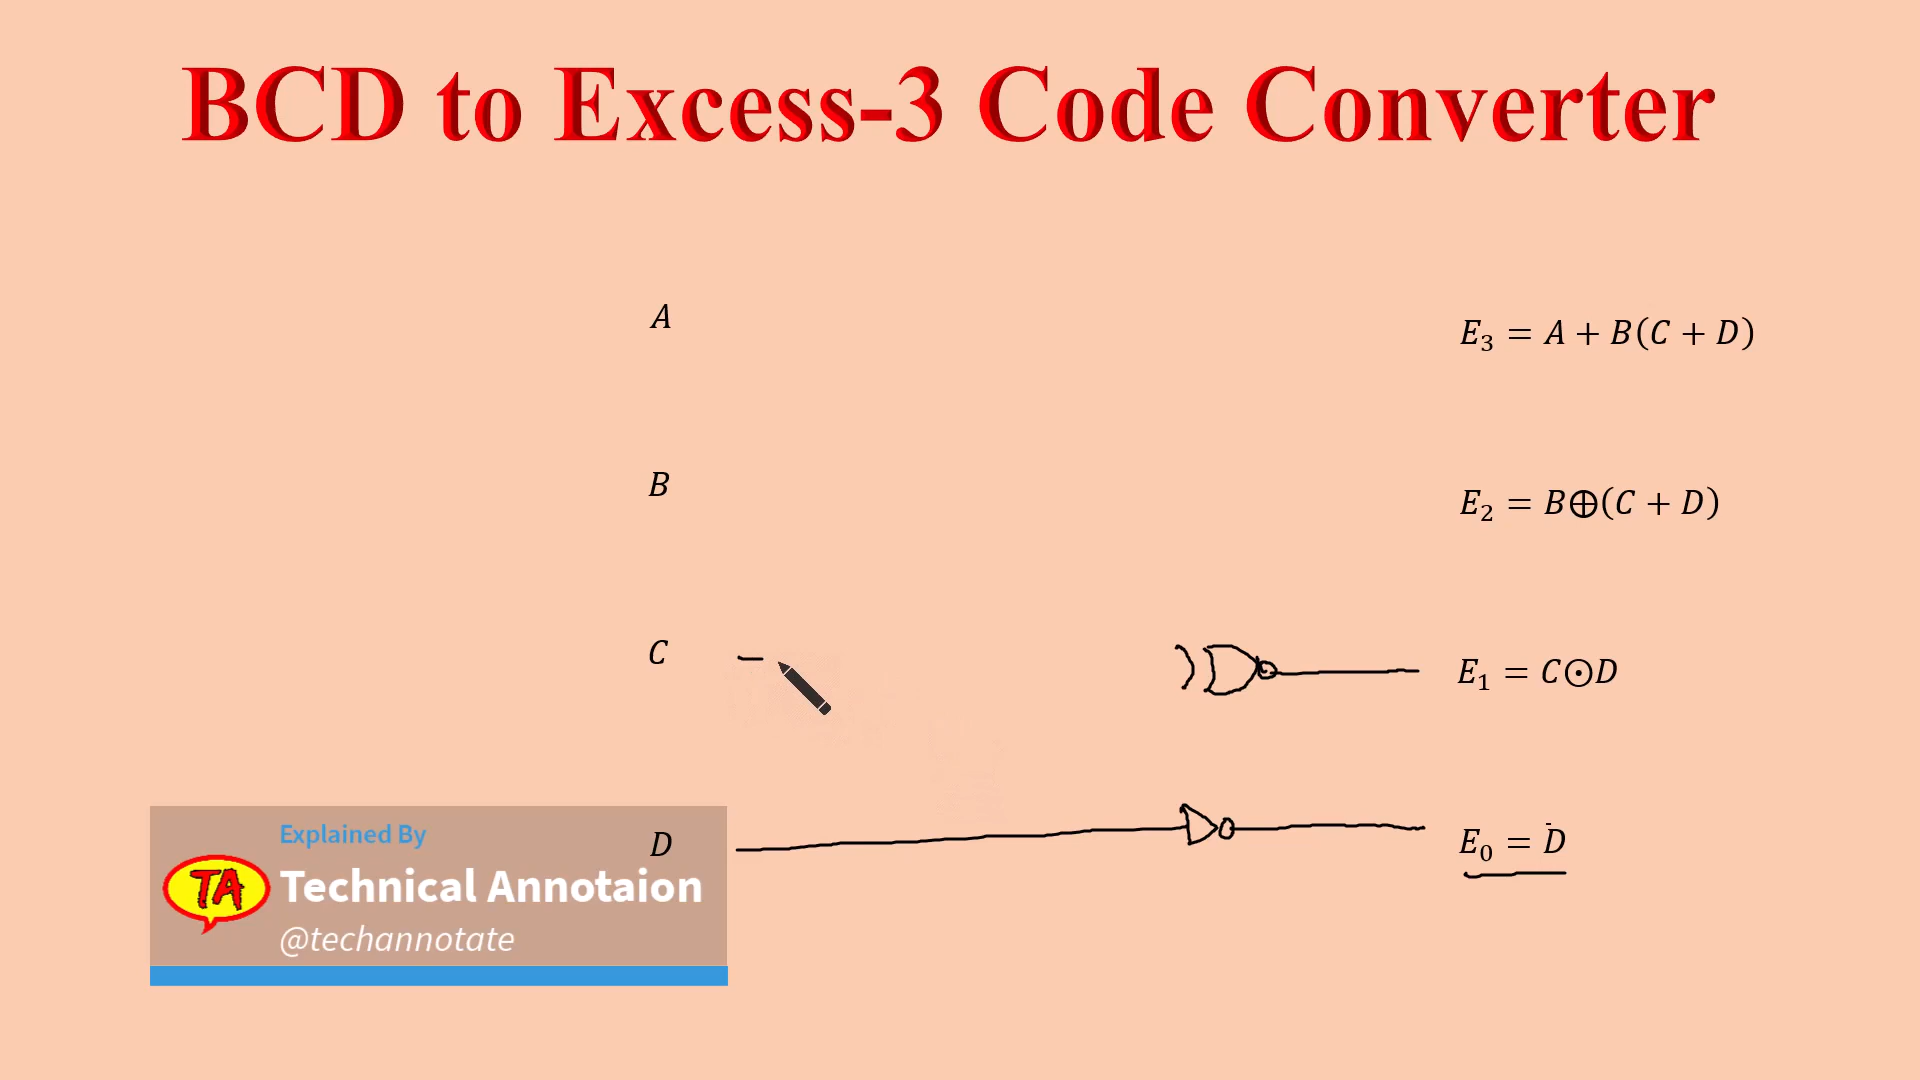 BCD to Excess-3 Code Converter
A
E₃ = A + B(C + D)
B
E₂ = B⊕(C + D)
C
E₁ = C⊙D
D
E₀ = D̄
Explained By
TA
Technical Annotaion
@techannotate